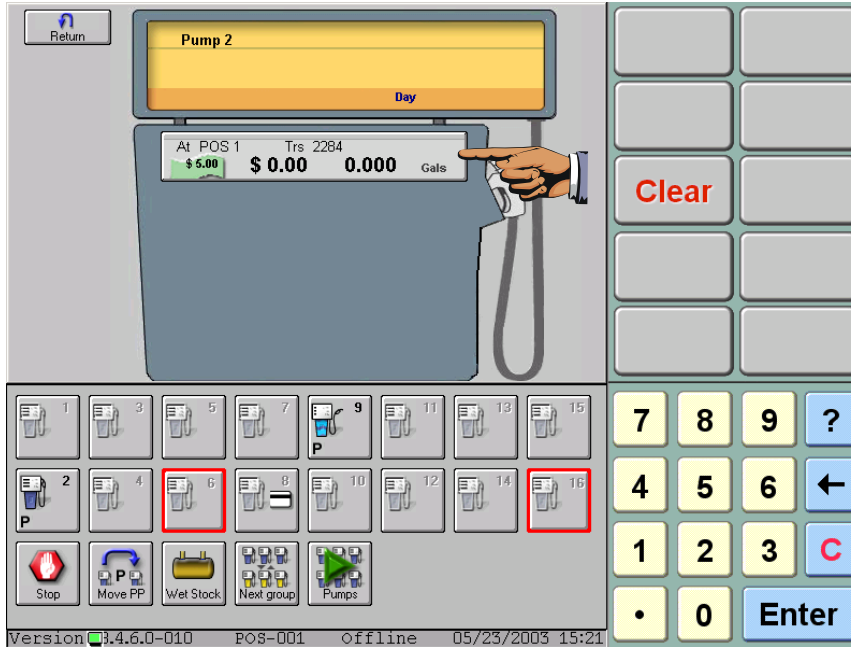 Return
Pump 2
Day
At POS 1 Trs 2284
$ 5.00 $ 0.00 0.000 Gals
Clear
1 3 5 7 9 11 13 15
P
2 4 6 8 10 12 14 16
P
P
Stop Move PP Wet Stock Next group Pumps
7 8 9 ?
4 5 6 ←
1 2 3 C
• 0 Enter
Version 3.4.6.0-010 POS-001 Offline 05/23/2003 15:21